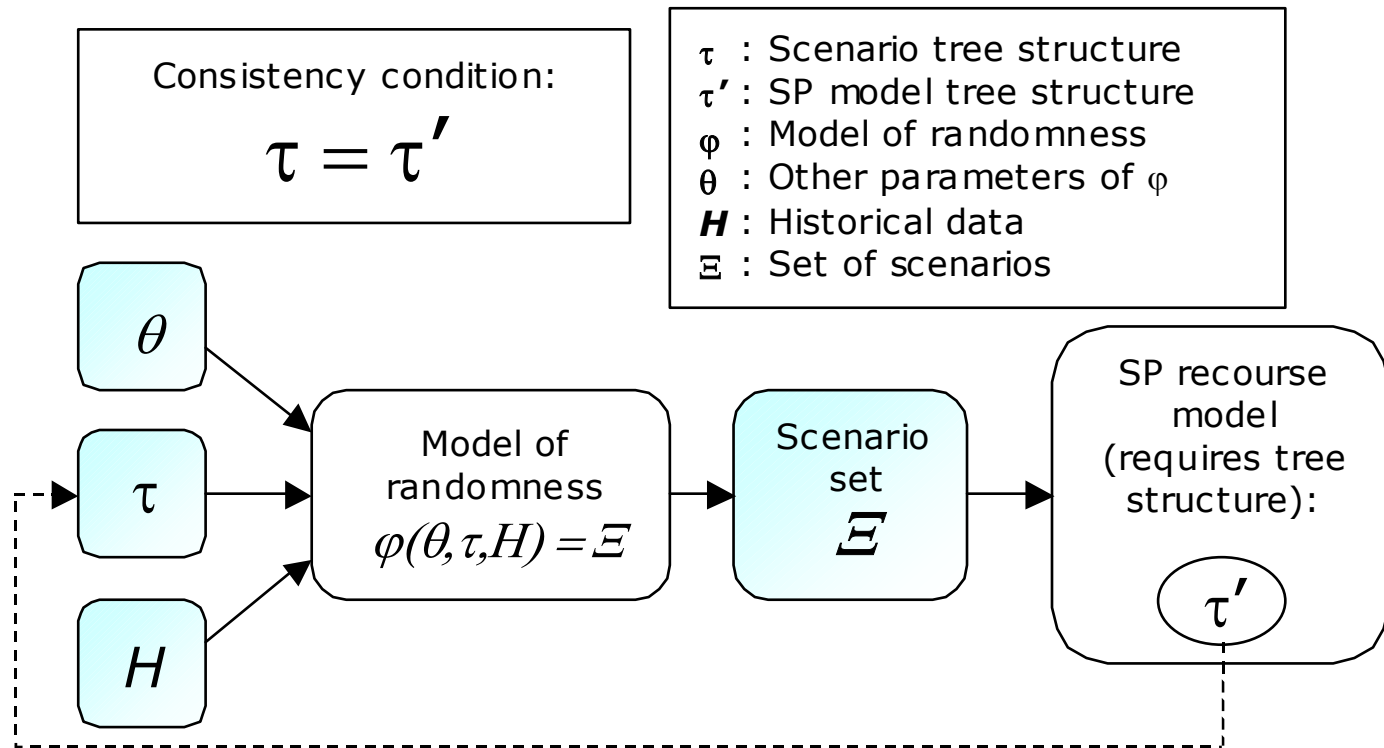 Consistency condition:
τ = τ′
τ : Scenario tree structure
τ′ : SP model tree structure
φ : Model of randomness
θ : Other parameters of φ
H : Historical data
Ξ : Set of scenarios
θ
τ
H
Model of
randomness
φ(θ,τ,H) = Ξ
Scenario
set
Ξ
SP recourse
model
(requires tree
structure):
τ′